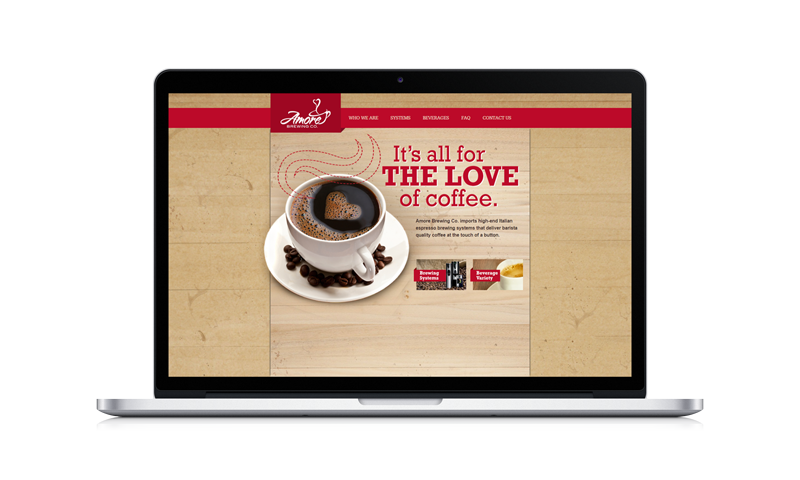 Amore
BREWING CO.
WHO WE ARE SYSTEMS BEVERAGES FAQ CONTACT US
It's all for
THE LOVE
of coffee.
Amore Brewing Co. imports high-end Italian
espresso brewing systems that deliver barista
quality coffee at the touch of a button.
Brewing
Systems
Beverage
Variety